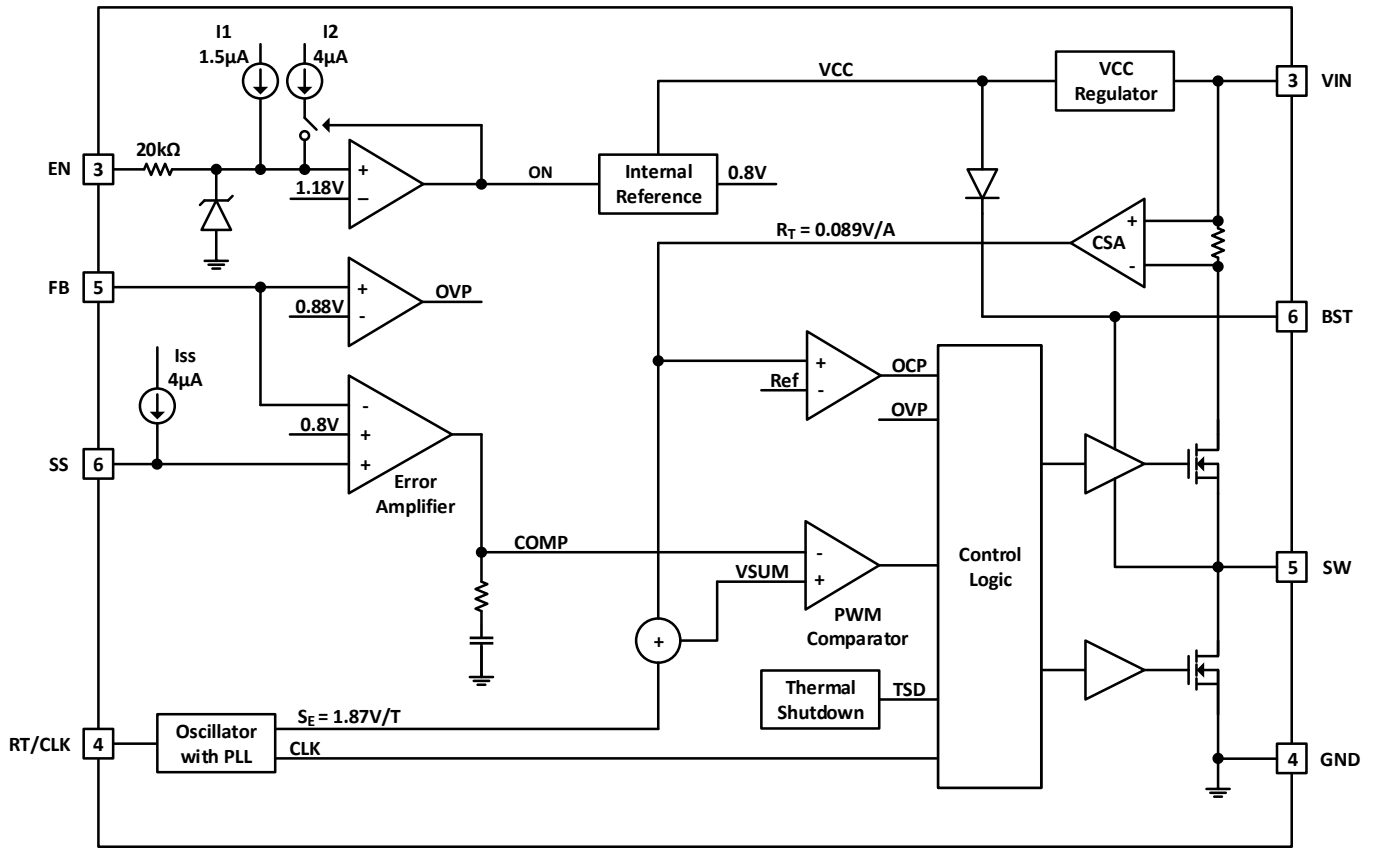 I1
1.5µA
I2
4µA
VCC
VCC
Regulator
3
VIN
EN
3
20kΩ
+
1.18V
–
ON
Internal
Reference
0.8V
RT = 0.089V/A
CSA
+
-
FB
5
+
0.88V
-
OVP
6
BST
Iss
4µA
+
Ref
-
OCP
OVP
-
0.8V
+
SS
6
+
Error
Amplifier
COMP
-
VSUM
+
PWM
Comparator
Control
Logic
5
SW
+
Thermal
Shutdown
TSD
RT/CLK
4
Oscillator
with PLL
SE = 1.87V/T
CLK
4
GND